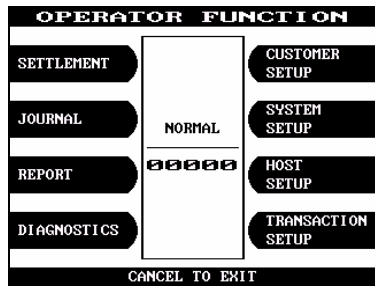 OPERATOR FUNCTION
SETTLEMENT
JOURNAL
REPORT
DIAGNOSTICS
NORMAL
00000
CUSTOMER
SETUP
SYSTEM
SETUP
HOST
SETUP
TRANSACTION
SETUP
CANCEL TO EXIT